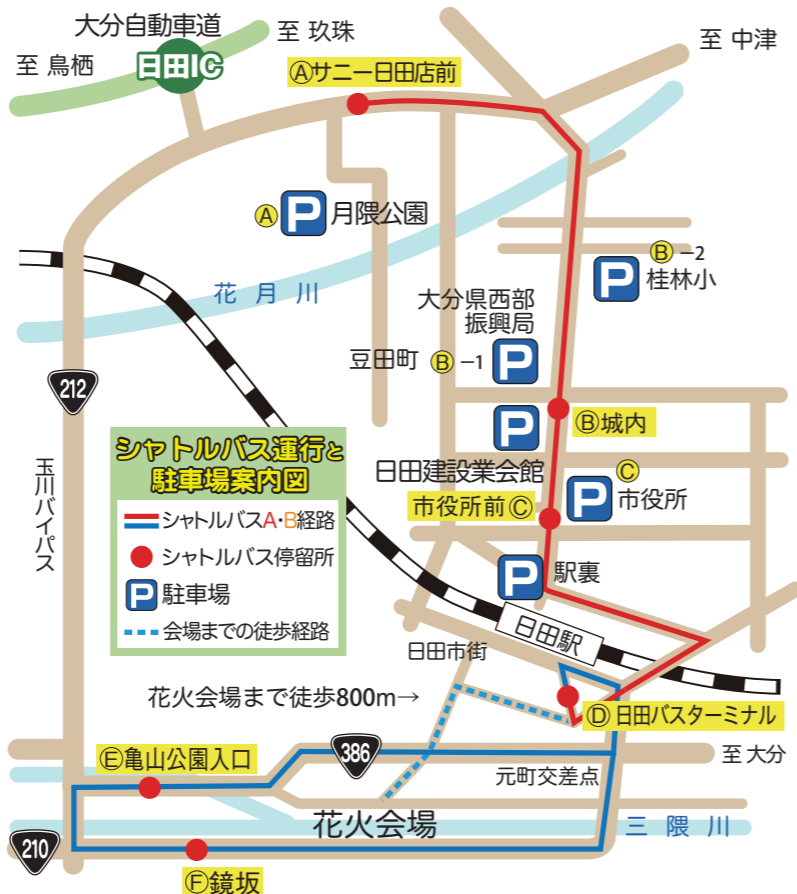 大分自動車道
至 玖珠
至 中津
至 鳥栖
日田IC
Ⓐサニー日田店前
Ⓐ P 月隈公園
Ⓑ－2
P 桂林小
花月川
大分県西部
振興局
豆田町 Ⓑ－1 P
212
Ⓑ城内
P
日田建設業会館
Ⓒ
P 市役所
市役所前Ⓒ
シャトルバス運行と
駐車場案内図
シャトルバスA・B経路
シャトルバス停留所
P 駐車場
会場までの徒歩経路
玉川バイパス
P 駅裏
日田駅
日田市街
花火会場まで徒歩800m→
Ⓓ日田バスターミナル
Ⓔ亀山公園入口
386
至 大分
元町交差点
花火会場
三隈川
210
Ⓕ鏡坂